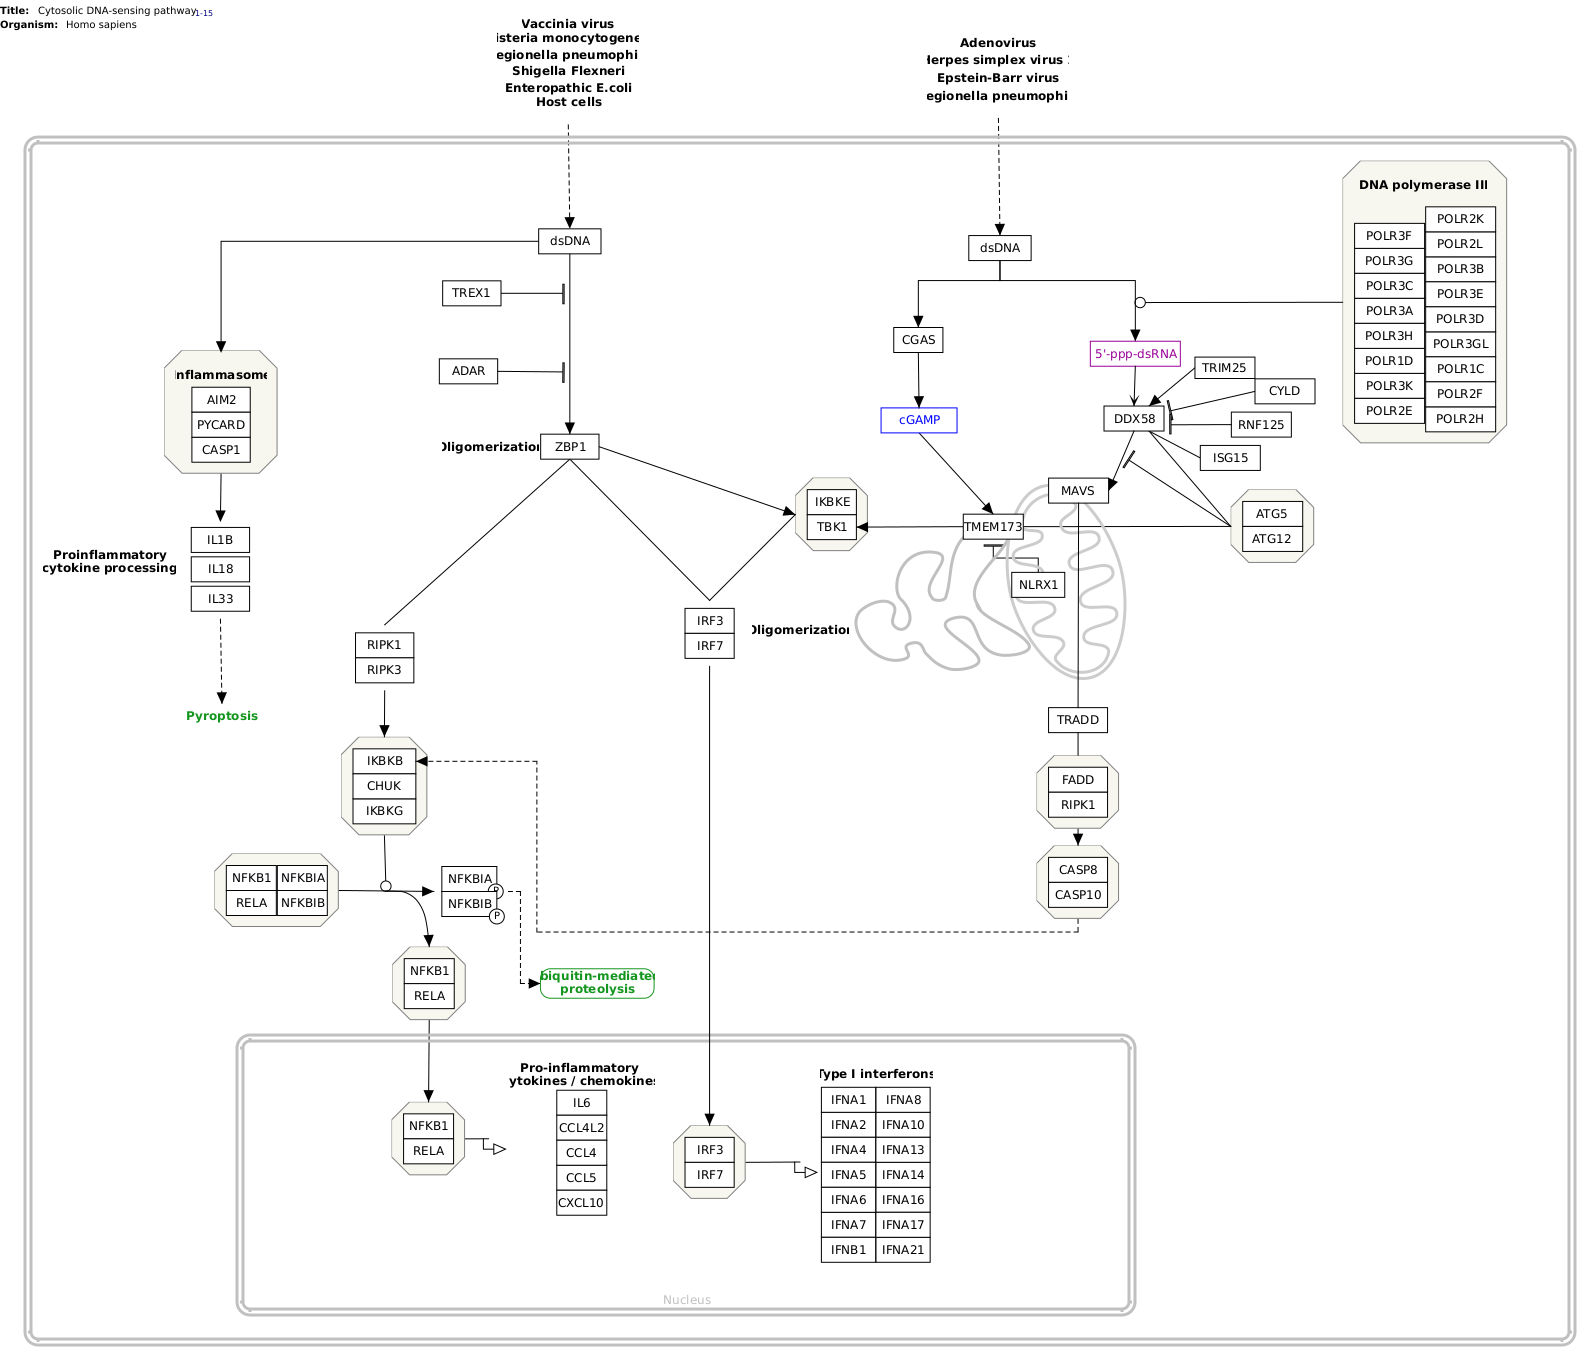 Title: Cytosolic DNA-sensing pathway1-15
Organism: Homo sapiens
Vaccinia virus
isteria monocytogene
egionella pneumophi
Shigella Flexneri
Enteropathic E.coli
Host cells
Adenovirus
Herpes simplex virus
Epstein-Barr virus
egionella pneumophi
DNA polymerase III
POLR3F
POLR3G
POLR3C
POLR3A
POLR3H
POLR1D
POLR3K
POLR2E
POLR2K
POLR2L
POLR3B
POLR3E
POLR3D
POLR3GL
POLR1C
POLR2F
POLR2H
dsDNA
dsDNA
TREX1
ADAR
CGAS
cGAMP
5'-ppp-dsRNA
TRIM25
CYLD
DDX58
RNF125
ISG15
nflammasome
AIM2
PYCARD
CASP1
Oligomerization
ZBP1
IKBKE
TBK1
MAVS
TMEM173
NLRX1
ATG5
ATG12
Proinflammatory
cytokine processing
IL1B
IL18
IL33
Pyroptosis
RIPK1
RIPK3
IRF3
IRF7
Oligomerization
TRADD
FADD
RIPK1
CASP8
CASP10
IKBKB
CHUK
IKBKG
NFKB1 NFKBIA
RELA NFKBIB
NFKBIA
P
NFKBIB
P
NFKB1
RELA
biquitin-mediated
proteolysis
NFKB1
RELA
Pro-inflammatory
ytokines / chemokines
IL6
CCL4L2
CCL4
CCL5
CXCL10
IRF3
IRF7
Type I interferons
IFNA1 IFNA8
IFNA2 IFNA10
IFNA4 IFNA13
IFNA5 IFNA14
IFNA6 IFNA16
IFNA7 IFNA17
IFNB1 IFNA21
Nucleus